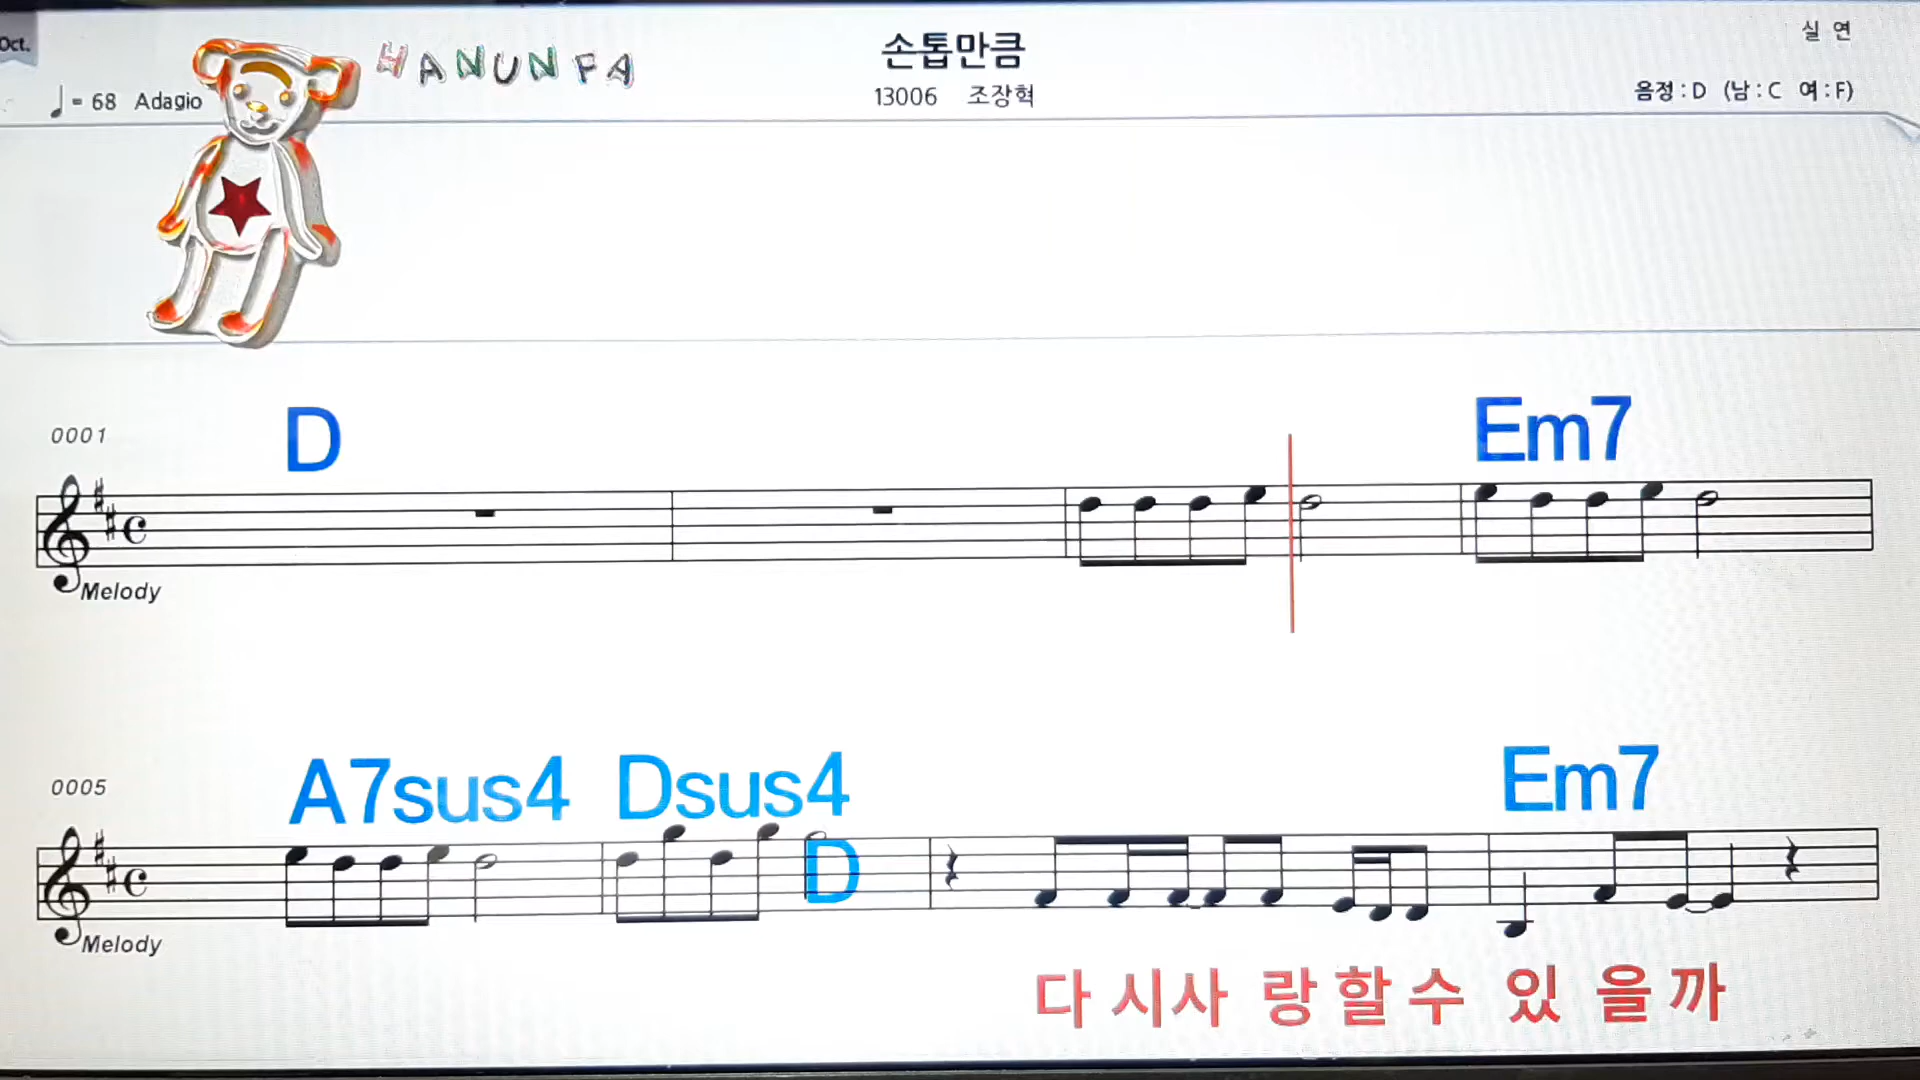 Oct.
HANUNFA
손톱만큼
실 연
♩= 68 Adagio
13006 조장혁
음정 : D (남 : C 여 : F)
0001
D Em7
Melody
0005
A7sus4 Dsus4 D Em7
Melody
다 시사 랑할수 있 을까